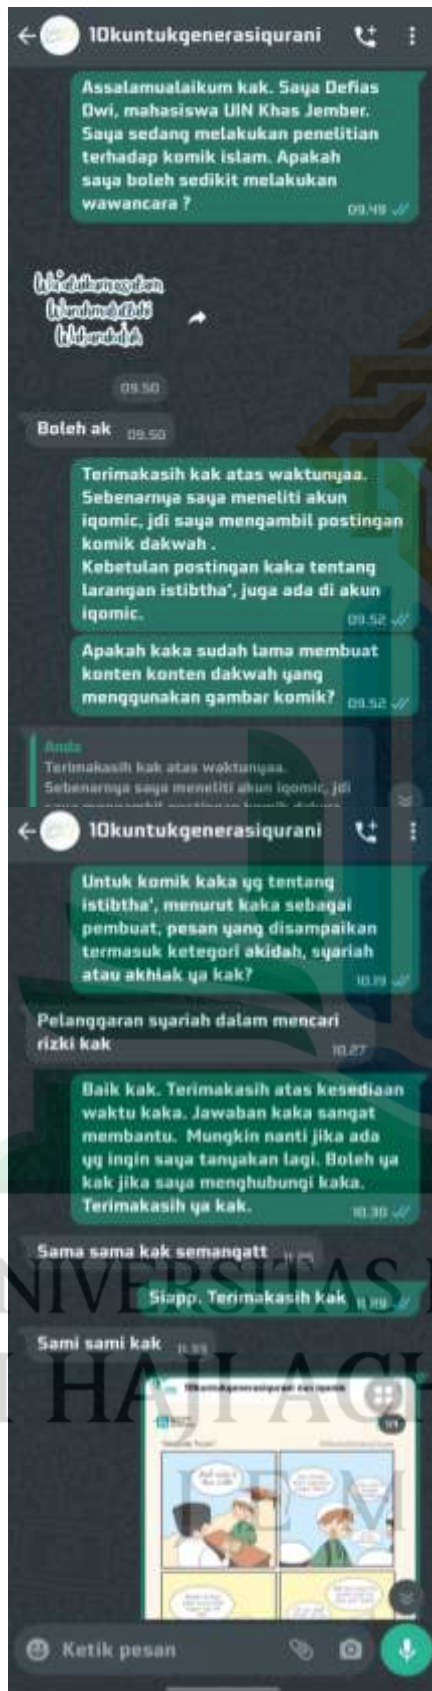 10kuntukgenerasiqurani
Assalamualaikum kak. Saya Defias
Dwi, mahasiswa UIN Khas Jember.
Saya sedang melakukan penelitian
terhadap komik islam. Apakah
saya boleh sedikit melakukan
wawancara ?
09.49
09.50
Boleh ak 09.50
Terimakasih kak atas waktunyaa.
Sebenarnya saya meneliti akun
iqomic, jdi saya mengambil postingan
komik dakwah .
Kebetulan postingan kaka tentang
larangan istibtha', juga ada di akun
iqomic.
09.52
Apakah kaka sudah lama membuat
konten konten dakwah yang
menggunakan gambar komik? 09.52
Anda
Terimakasih kak atas waktunyaa.
Sebenarnya saya meneliti akun iqomic, jdi
10kuntukgenerasiqurani
Untuk komik kaka yg tentang
istibtha', menurut kaka sebagai
pembuat, pesan yang disampaikan
termasuk ketegori akidah, syariah
atau akhlak ya kak?
10.19
Pelanggaran syariah dalam mencari
rizki kak
10.27
Baik kak. Terimakasih atas kesediaan
waktu kaka. Jawaban kaka sangat
membantu. Mungkin nanti jika ada
yg ingin saya tanyakan lagi. Boleh ya
kak jika saya menghubungi kaka.
Terimakasih ya kak.
10.30
Sama sama kak semangatt
Siapp. Terimakasih kak
Sami sami kak
UNIVERSITAS
HAJI ACH
J E M
Ketik pesan